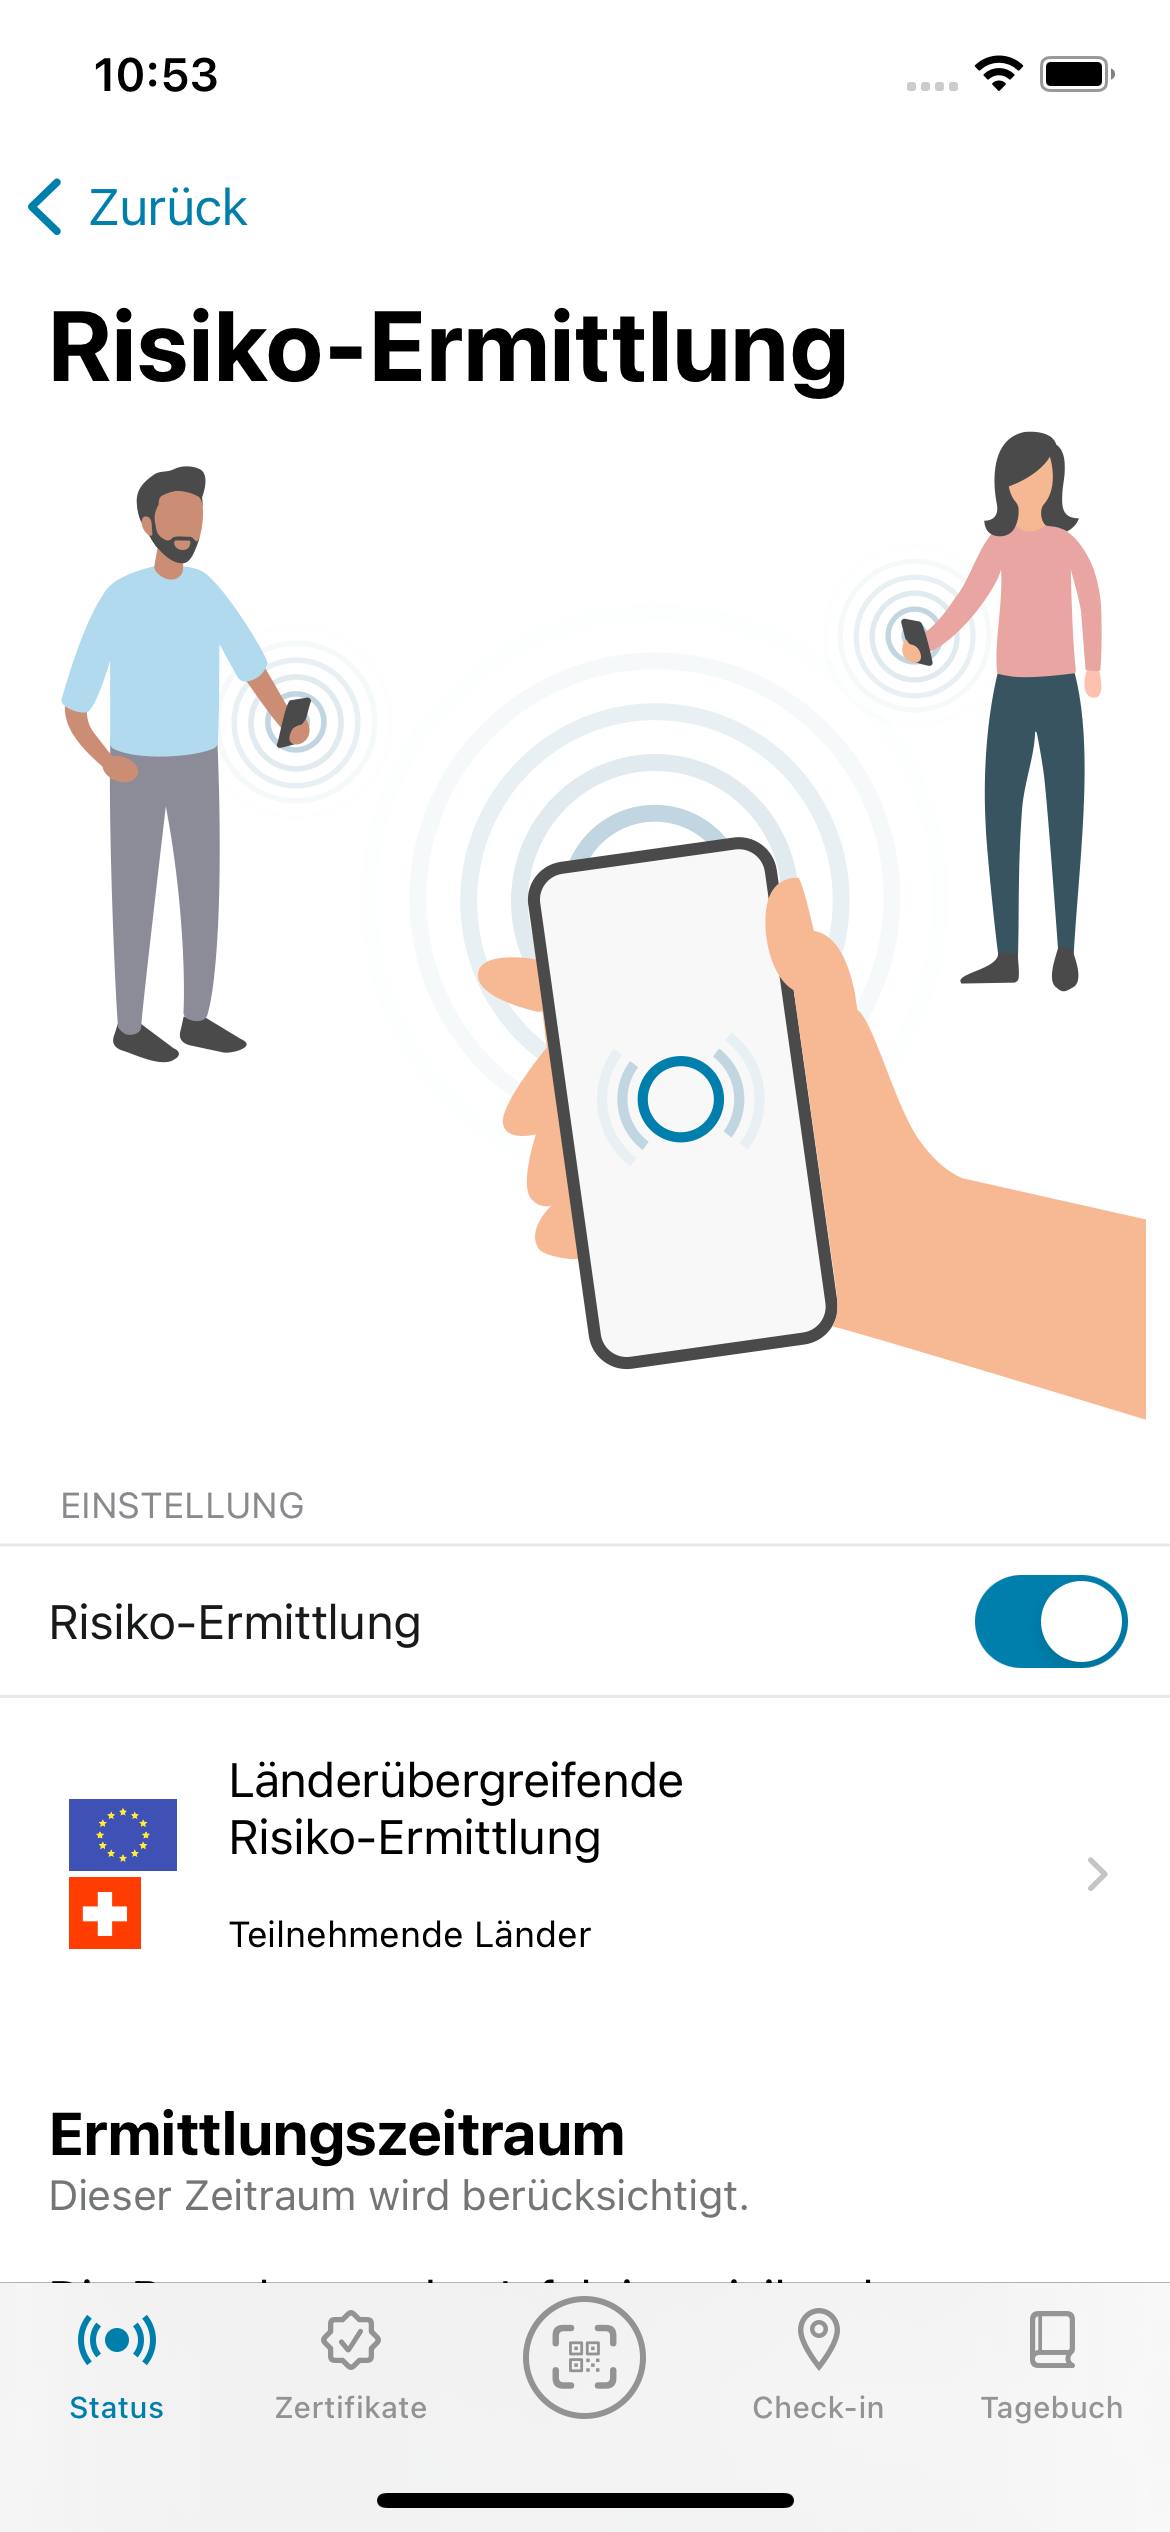 10:53
Zurück
Risiko-Ermittlung
EINSTELLUNG
Risiko-Ermittlung
Länderübergreifende
Risiko-Ermittlung
Teilnehmende Länder
Ermittlungszeitraum
Dieser Zeitraum wird berücksichtigt.
Status
Zertifikate
Check-in
Tagebuch